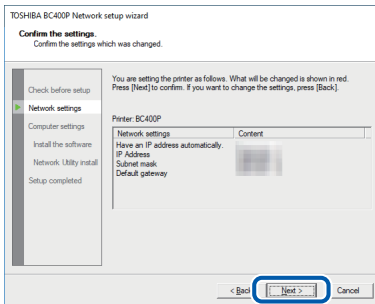 TOSHIBA BC400P Network setup wizard
Confirm the settings.
Confirm the settings which was changed.
Check before setup
Network settings
Computer settings
Install the software
Network Utility install
Setup completed
You are setting the printer as follows. What will be changed is shown in red.
Press [Next] to confirm. If you want to change the settings, press [Back].
Printer: BC400P
Network settings Content
Have an IP address automatically.
IP Address
Subnet mask
Default gateway
< Back Next > Cancel